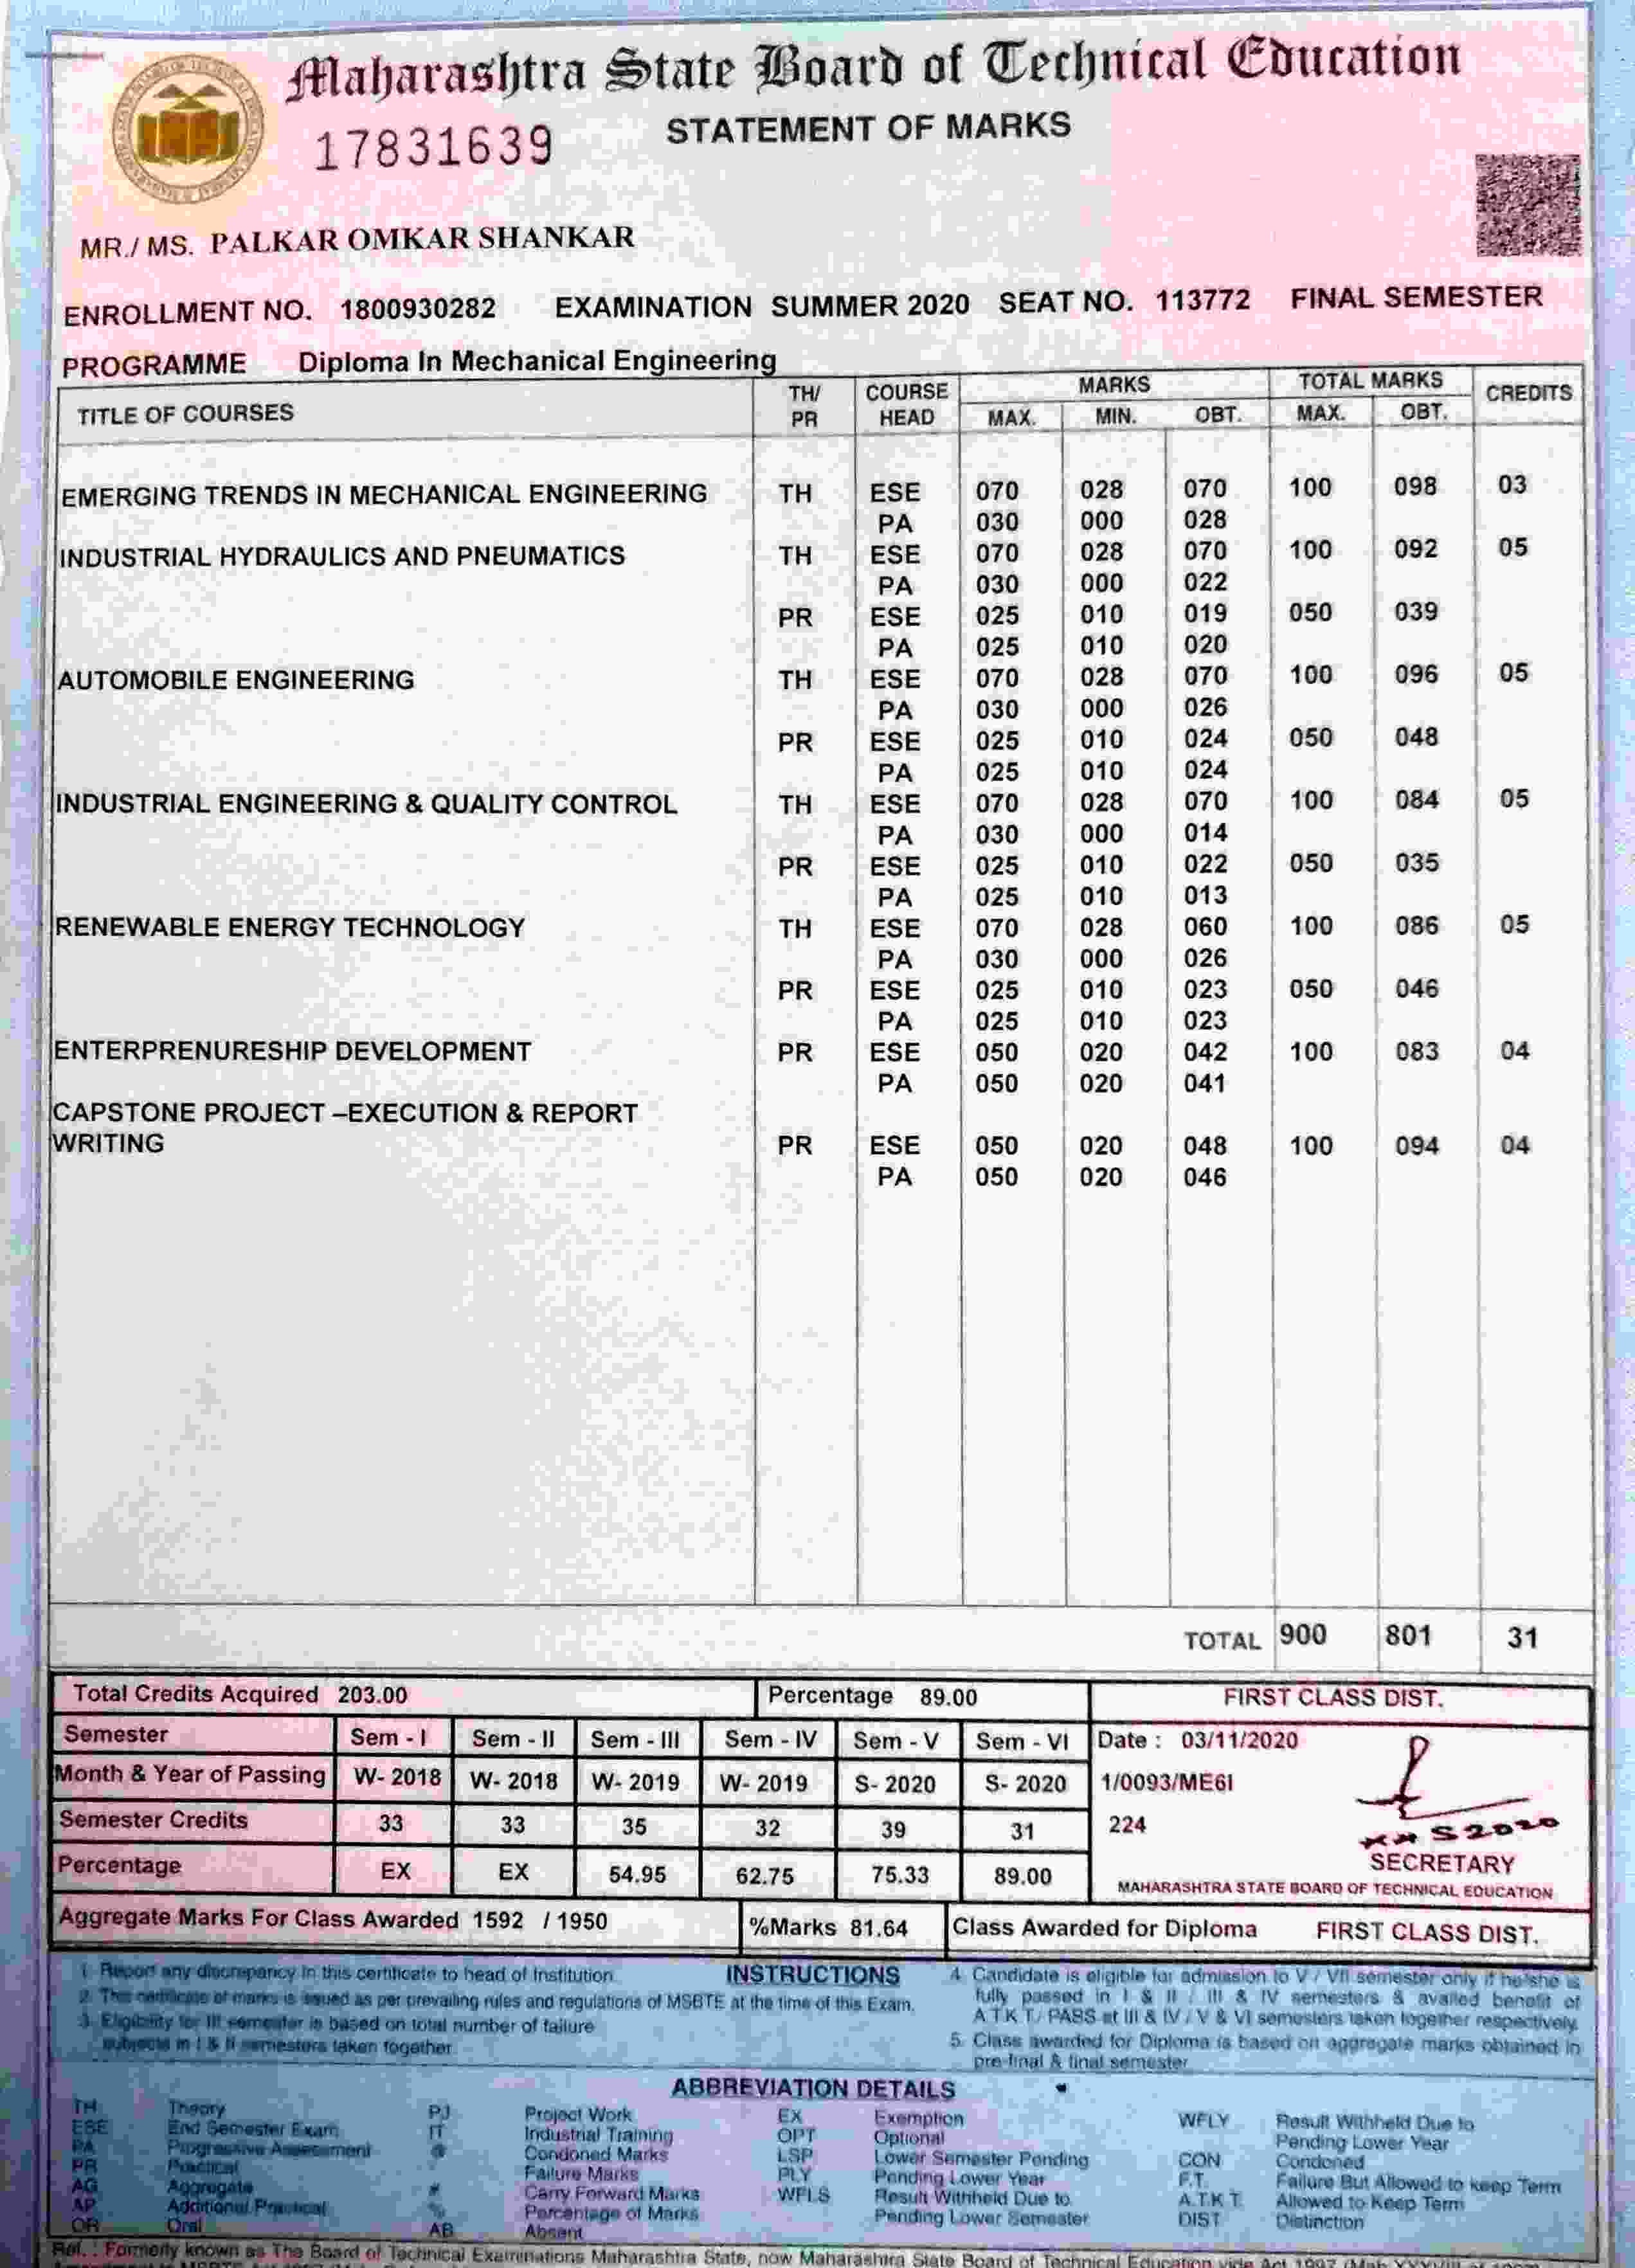 Maharashtra State Board of Technical Education
17831639 STATEMENT OF MARKS
MR./ MS. PALKAR OMKAR SHANKAR
ENROLLMENT NO. 1800930282 EXAMINATION SUMMER 2020 SEAT NO. 113772 FINAL SEMESTER
PROGRAMME Diploma In Mechanical Engineering
TITLE OF COURSES TH/ PR COURSE HEAD MARKS MAX. MIN. OBT. TOTAL MARKS MAX. OBT. CREDITS
EMERGING TRENDS IN MECHANICAL ENGINEERING TH ESE 070 028 070 100 098 03
PA 030 000 028
INDUSTRIAL HYDRAULICS AND PNEUMATICS TH ESE 070 028 070 100 092 05
PA 030 000 022
PR ESE 025 010 019 050 039
PA 025 010 020
AUTOMOBILE ENGINEERING TH ESE 070 028 070 100 096 05
PA 030 000 026
PR ESE 025 010 024 050 048
PA 025 010 024
INDUSTRIAL ENGINEERING & QUALITY CONTROL TH ESE 070 028 070 100 084 05
PA 030 000 014
PR ESE 025 010 022 050 035
PA 025 010 013
RENEWABLE ENERGY TECHNOLOGY TH ESE 070 028 060 100 086 05
PA 030 000 026
PR ESE 025 010 023 050 046
PA 025 010 023
ENTERPRENURESHIP DEVELOPMENT PR ESE 050 020 042 100 083 04
PA 050 020 041
CAPSTONE PROJECT –EXECUTION & REPORT
WRITING PR ESE 050 020 048 100 094 04
PA 050 020 046
TOTAL 900 801 31
Total Credits Acquired 203.00 Percentage 89.00 FIRST CLASS DIST.
Semester Sem - I Sem - II Sem - III Sem - IV Sem - V Sem - VI Date : 03/11/2020
Month & Year of Passing W- 2018 W- 2018 W- 2019 W- 2019 S- 2020 S- 2020 1/0093/ME6I
Semester Credits 33 33 35 32 39 31 224
S2020
SECRETARY
Percentage EX EX 54.95 62.75 75.33 89.00 MAHARASHTRA STATE BOARD OF TECHNICAL EDUCATION
Aggregate Marks For Class Awarded 1592 / 1950 %Marks 81.64 Class Awarded for Diploma FIRST CLASS DIST.
INSTRUCTIONS
1. Report any discrepancy in this certificate to head of Institution.
2. This certificate of marks is issued as per prevailing rules and regulations of MSBTE at the time of this Exam.
3. Eligibility for III semester is based on total number of failure
subjects in I & II semesters taken together
4. Candidate is eligible for admission to V / VII semester only if he/she is
fully passed in I & II / III & IV semesters & availed benefit of
A.T.K.T./ PASS at III & IV / V & VI semesters taken together respectively.
5. Class awarded for Diploma is based on aggregate marks obtained in
pre-final & final semester
ABBREVIATION DETAILS
TH Theory PJ Project Work EX Exemption WFLY Result Withheld Due to
ESE End Semester Exam IT Industrial Training OPT Optional Pending Lower Year
PA Progressive Assessment @ Condoned Marks LSP Lower Semester Pending CON Condoned
PR Practical Failure Marks PLY Pending Lower Year F.T. Failure But Allowed to keep Term
AG Aggregate # Carry Forward Marks WFLS Result Withheld Due to A.T.K.T. Allowed to Keep Term
AP Additional Practical % Percentage of Marks Pending Lower Semester DIST Distinction
OR Oral AB Absent
Ref. : Formerly known as The Board of Technical Examinations Maharashtra State, now Maharashtra State Board of Technical Education vide Act 1997